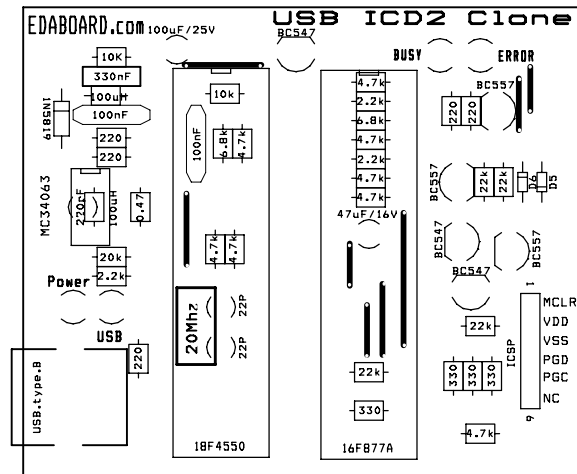 EDABOARD.com
USB ICD2 Clone
100uF/25V
BC547
BUSY
ERROR
10K
330nF
100uH
100nF
1N5819
220
220
MC34063
220pF
100uH
0.47
20k
2.2k
Power
USB
220
USB.type.B
10k
100nF
6.8k
4.7k
4.7k
4.7k
20Mhz
22P
22P
18F4550
4.7k
2.2k
6.8k
4.7k
2.2k
4.7k
4.7k
47uF/16V
22k
330
16F877A
BC557
220
220
BC557
22k
22k
D6
D5
BC547
BC557
BC547
22k
330
330
330
4.7k
ICSP
1
MCLR
VDD
VSS
PGD
PGC
NC
9